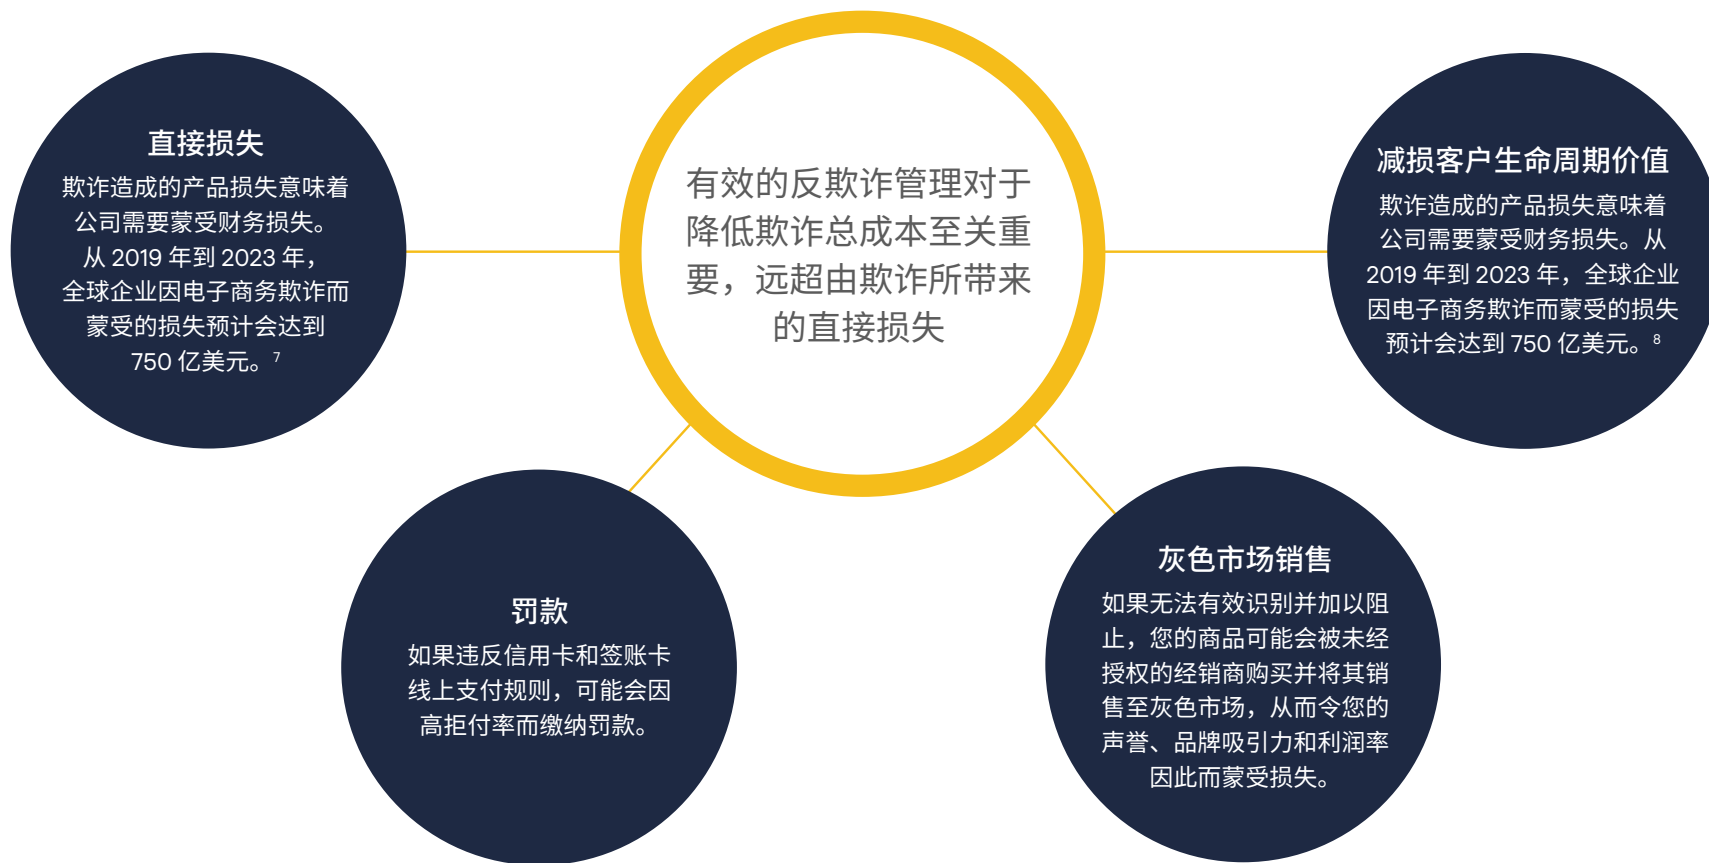 直接损失
欺诈造成的产品损失意味着
公司需要蒙受财务损失。
从 2019 年到 2023 年，
全球企业因电子商务欺诈而
蒙受的损失预计会达到
750 亿美元。7
有效的反欺诈管理对于
降低欺诈总成本至关重
要，远超由欺诈所带来
的直接损失
减损客户生命周期价值
欺诈造成的产品损失意味着
公司需要蒙受财务损失。从
2019 年到 2023 年，全球企业
因电子商务欺诈而蒙受的损失
预计会达到 750 亿美元。8
罚款
如果违反信用卡和签账卡
线上支付规则，可能会因
高拒付率而缴纳罚款。
灰色市场销售
如果无法有效识别并加以阻
止，您的商品可能会被未经
授权的经销商购买并将其销
售至灰色市场，从而令您的
声誉、品牌吸引力和利润率
因此而蒙受损失。